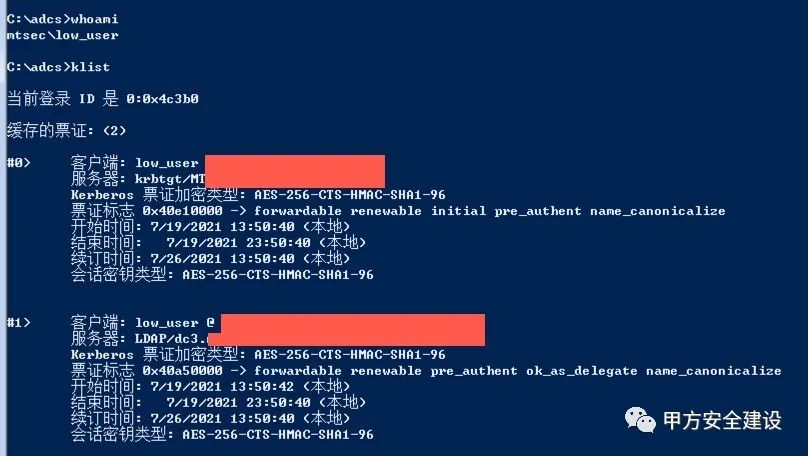 C:\adcs>whoami
mtsec\low_user
C:\adcs>klist
当前登录 ID 是 0:0x4c3b0
缓存的票证: (2)
#0> 客户端: low_user
服务器: krbtgt/MT
Kerberos 票证加密类型: AES-256-CTS-HMAC-SHA1-96
票证标志 0x40e10000 -> forwardable renewable initial pre_authent name_canonicalize
开始时间: 7/19/2021 13:50:40 (本地)
结束时间: 7/19/2021 23:50:40 (本地)
续订时间: 7/26/2021 13:50:40 (本地)
会话密钥类型: AES-256-CTS-HMAC-SHA1-96
#1> 客户端: low_user @
服务器: LDAP/dc3.
Kerberos 票证加密类型: AES-256-CTS-HMAC-SHA1-96
票证标志 0x40a50000 -> forwardable renewable pre_authent ok_as_delegate name_canonicalize
开始时间: 7/19/2021 13:50:42 (本地)
结束时间: 7/19/2021 23:50:40 (本地)
续订时间: 7/26/2021 13:50:40 (本地)
会话密钥类型: AES-256-CTS-HMAC-SHA1-96
甲方安全建设